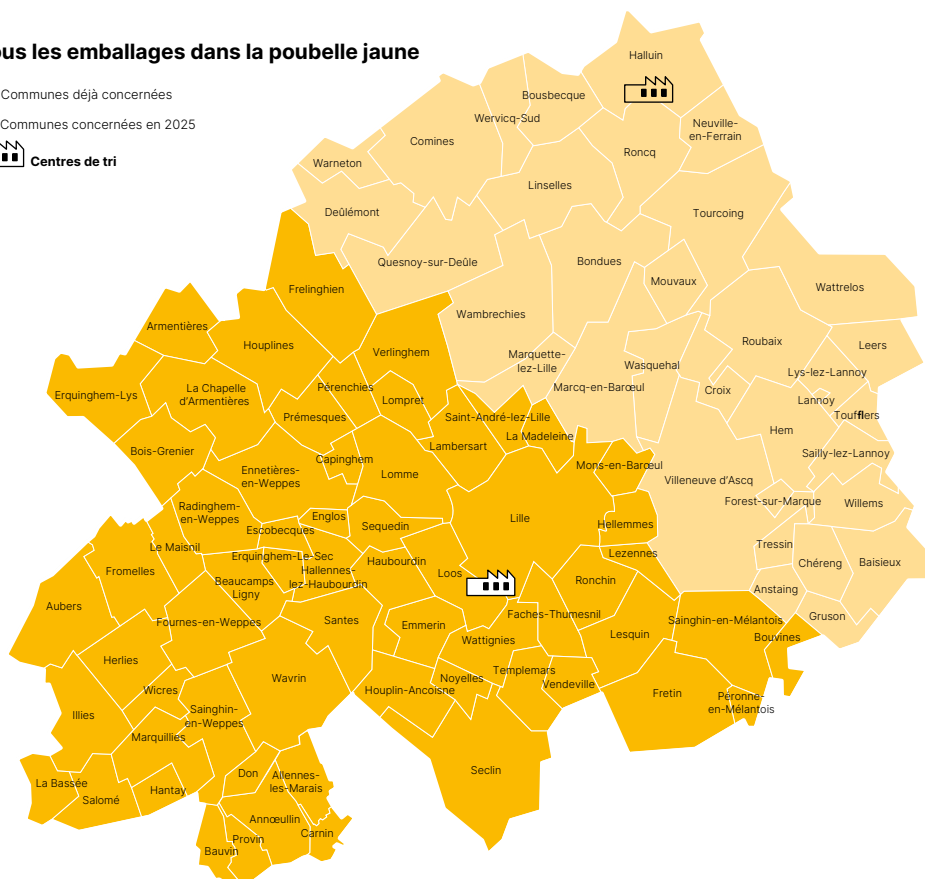 ous les emballages dans la poubelle jaune
Communes déjà concernées
Communes concernées en 2025
Centres de tri
Halluin
Bousbecque
Wervicq-Sud
Neuville-
en-Ferrain
Comines
Roncq
Warneton
Linselles
Deûlémont
Tourcoing
Quesnoy-sur-Deûle
Bondues
Mouvaux
Frelinghien
Wattrelos
Wambrechies
Armentières
Houplines
Verlinghem
Roubaix
Leers
Marquette-
lez-Lille
Wasquehal
Lys-lez-Lannoy
Erquinghem-Lys
La Chapelle
d'Armentières
Pérenchies
Marcq-en-Barœul
Croix
Lompret
Lannoy
Prémesques
Saint-André-lez-Lille
Toufflers
Hem
La Madeleine
Lambersart
Bois-Grenier
Sailly-lez-Lannoy
Capinghem
Mons-en-Barœul
Ennetières-
en-Weppes
Lomme
Villeneuve d'Ascq
Forest-sur-Marque
Willems
Radinghem-
en-Weppes
Englos
Lille
Sequedin
Hellemmes
Escobecques
Tressin
Le Maisnil
Erquinghem-Le-Sec
Lezennes
Haubourdin
Chéreng
Baisieux
Fromelles
Hallennes-
lez-Haubourdin
Loos
Beaucamps
Ligny
Ronchin
Anstaing
Aubers
Faches-Thumesnil
Gruson
Fournes-en-Weppes
Santes
Emmerin
Sainghin-en-Mélantois
Lesquin
Bouvines
Wattignies
Herlies
Templemars
Wavrin
Noyelles
Vendeville
Wicres
Houplin-Ancoisne
Fretin
Péronne-
en-Mélantois
Illies
Sainghin-
en-Weppes
Marquillies
Seclin
Don
Allennes-
les-Marais
La Bassée
Hantay
Salomé
Annœullin
Carnin
Provin
Bauvin